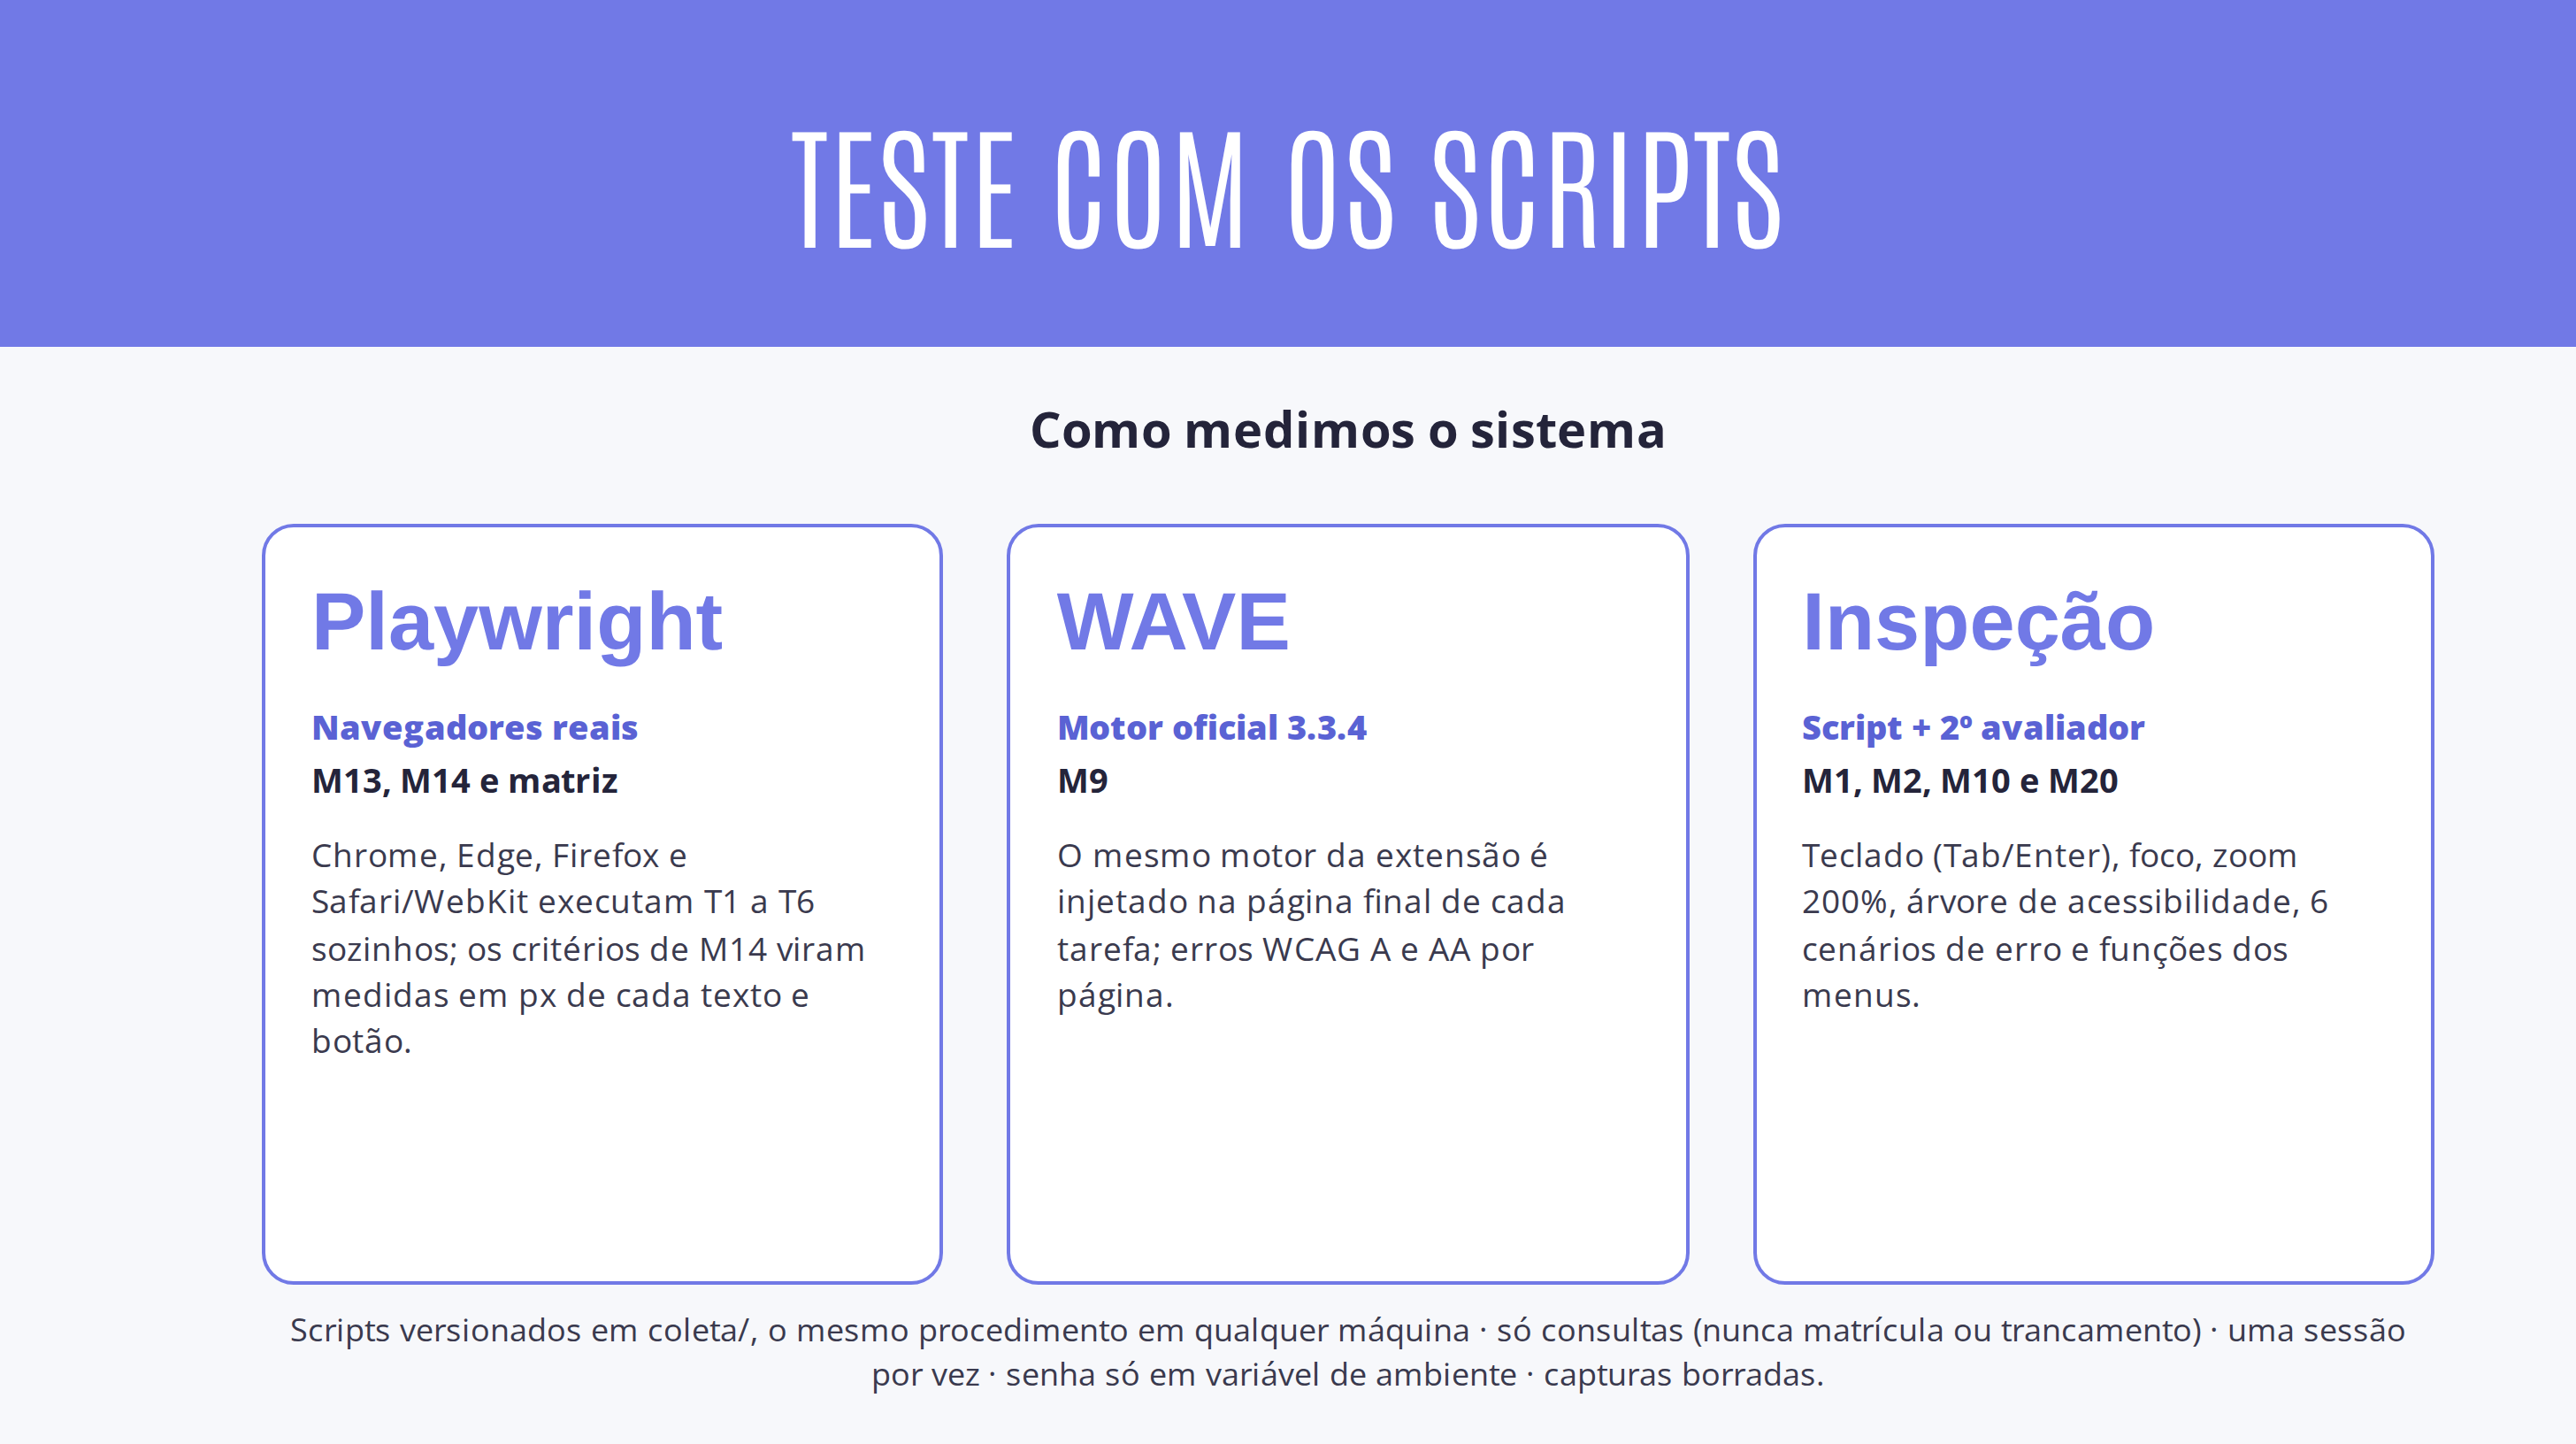 TESTE COM OS SCRIPTS
Como medimos o sistema
Playwright
Navegadores reais
M13, M14 e matriz
Chrome, Edge, Firefox e
Safari/WebKit executam T1 a T6
sozinhos; os critérios de M14 viram
medidas em px de cada texto e
botão.
WAVE
Motor oficial 3.3.4
M9
O mesmo motor da extensão é
injetado na página final de cada
tarefa; erros WCAG A e AA por
página.
Inspeção
Script + 2º avaliador
M1, M2, M10 e M20
Teclado (Tab/Enter), foco, zoom
200%, árvore de acessibilidade, 6
cenários de erro e funções dos
menus.
Scripts versionados em coleta/, o mesmo procedimento em qualquer máquina · só consultas (nunca matrícula ou trancamento) · uma sessão
por vez · senha só em variável de ambiente · capturas borradas.